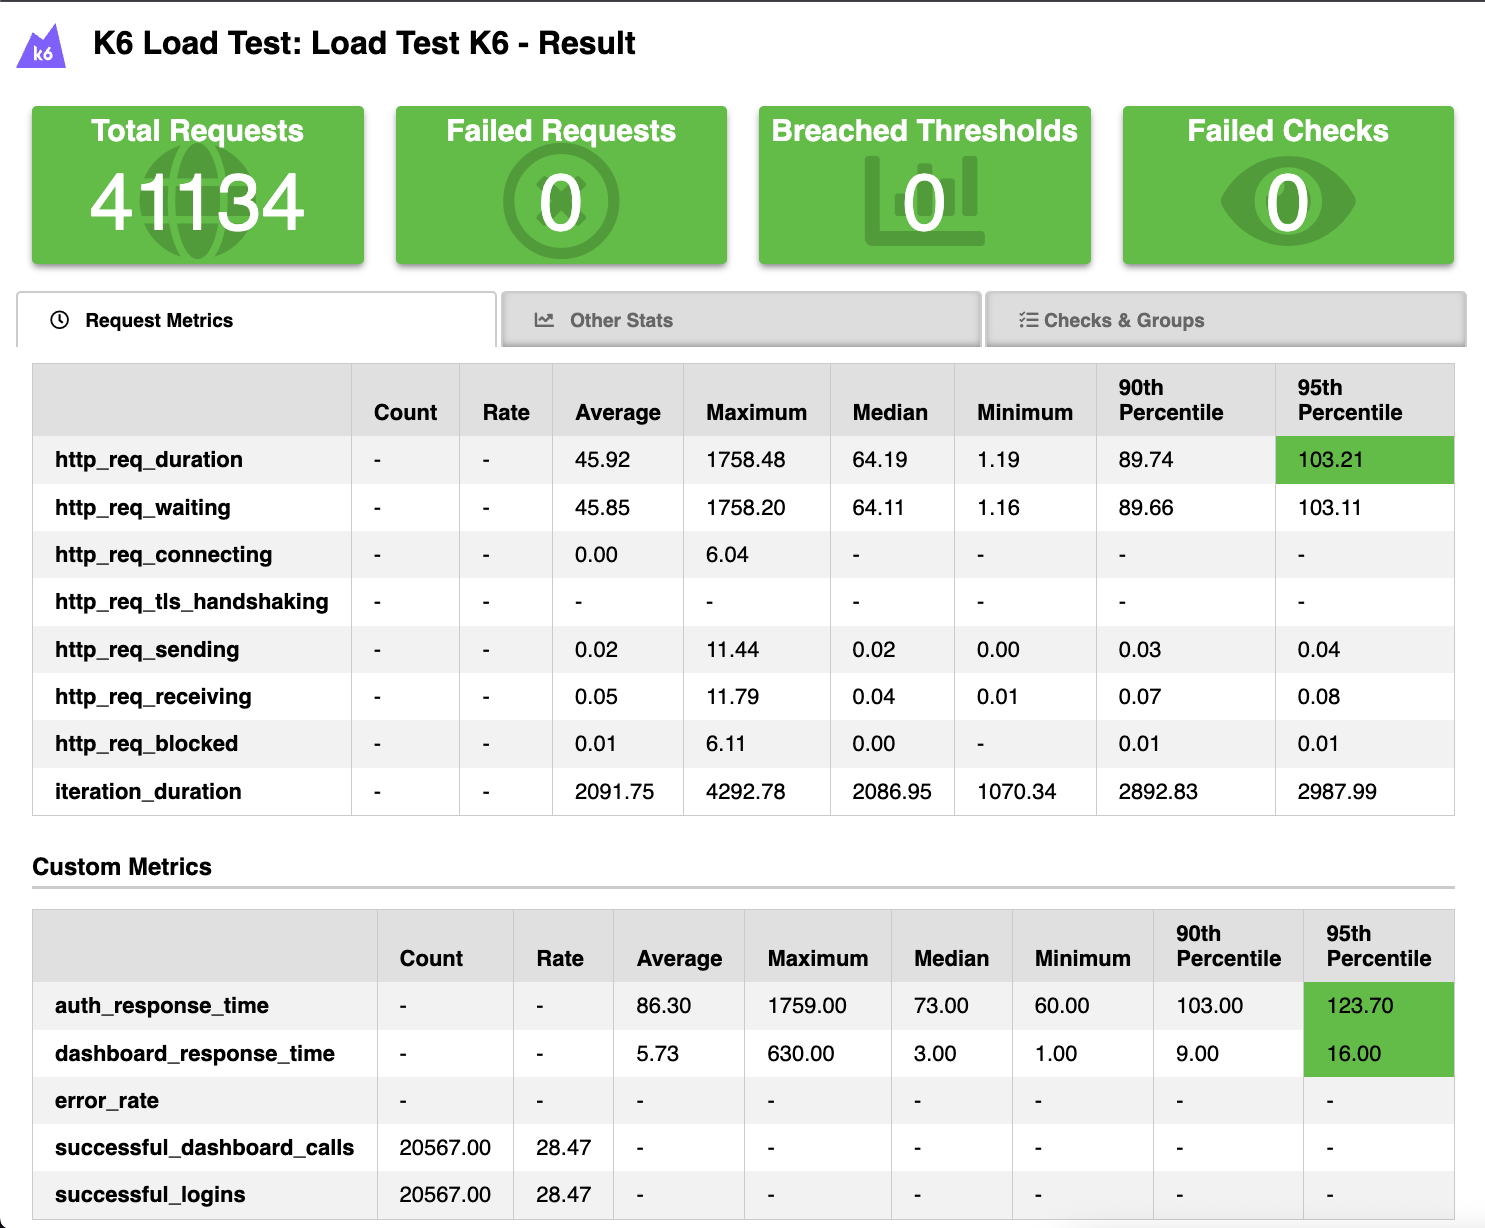 k6
K6 Load Test: Load Test K6 - Result
Total Requests
41134
Failed Requests
0
Breached Thresholds
0
Failed Checks
0
Request Metrics
Other Stats
Checks & Groups
Count Rate Average Maximum Median Minimum 90th Percentile 95th Percentile
http_req_duration - - 45.92 1758.48 64.19 1.19 89.74 103.21
http_req_waiting - - 45.85 1758.20 64.11 1.16 89.66 103.11
http_req_connecting - - 0.00 6.04 - - - -
http_req_tls_handshaking - - - - - - - -
http_req_sending - - 0.02 11.44 0.02 0.00 0.03 0.04
http_req_receiving - - 0.05 11.79 0.04 0.01 0.07 0.08
http_req_blocked - - 0.01 6.11 0.00 - 0.01 0.01
iteration_duration - - 2091.75 4292.78 2086.95 1070.34 2892.83 2987.99
Custom Metrics
Count Rate Average Maximum Median Minimum 90th Percentile 95th Percentile
auth_response_time - - 86.30 1759.00 73.00 60.00 103.00 123.70
dashboard_response_time - - 5.73 630.00 3.00 1.00 9.00 16.00
error_rate - - - - - - - -
successful_dashboard_calls 20567.00 28.47 - - - - - -
successful_logins 20567.00 28.47 - - - - - -